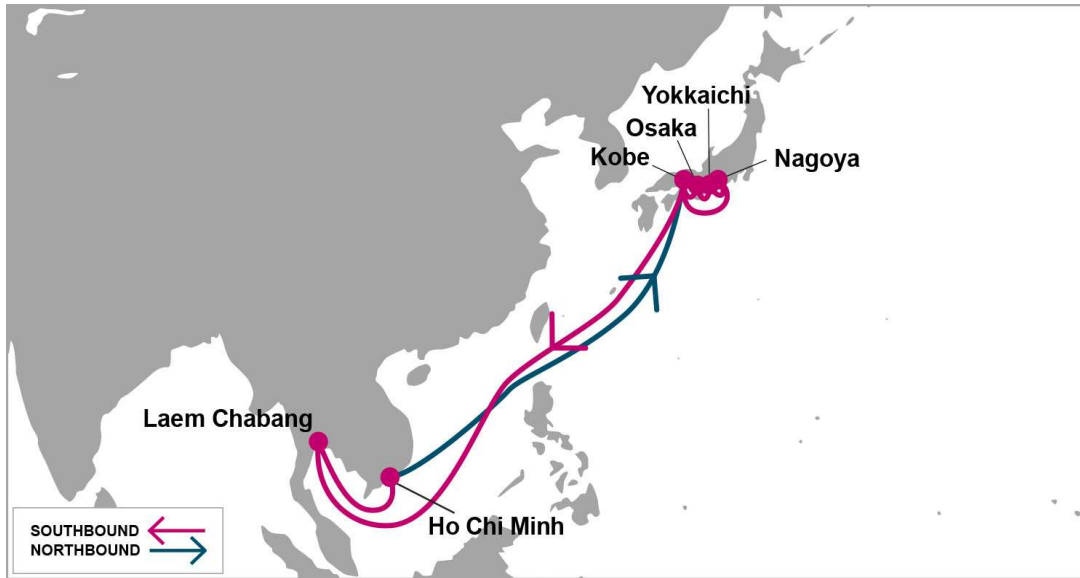 Yokkaichi
Osaka
Kobe
Nagoya
Laem Chabang
Ho Chi Minh
SOUTHBOUND
NORTHBOUND